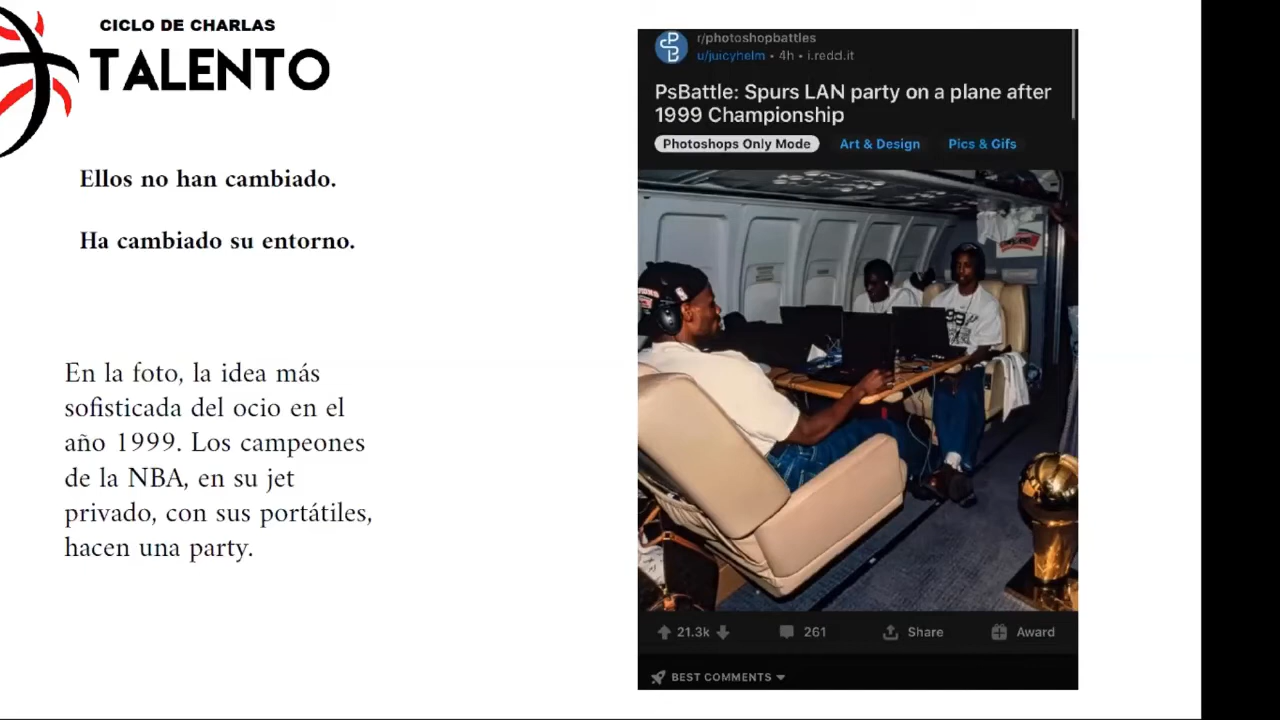 CICLO DE CHARLAS
TALENTO
Ellos no han cambiado.
Ha cambiado su entorno.
En la foto, la idea más
sofisticada del ocio en el
año 1999. Los campeones
de la NBA, en su jet
privado, con sus portátiles,
hacen una party.
r/photoshopbattles
u/juicyhelm • 4h • i.redd.it
PsBattle: Spurs LAN party on a plane after
1999 Championship
Photoshops Only Mode Art & Design Pics & Gifs
21.3k 261 Share Award
BEST COMMENTS